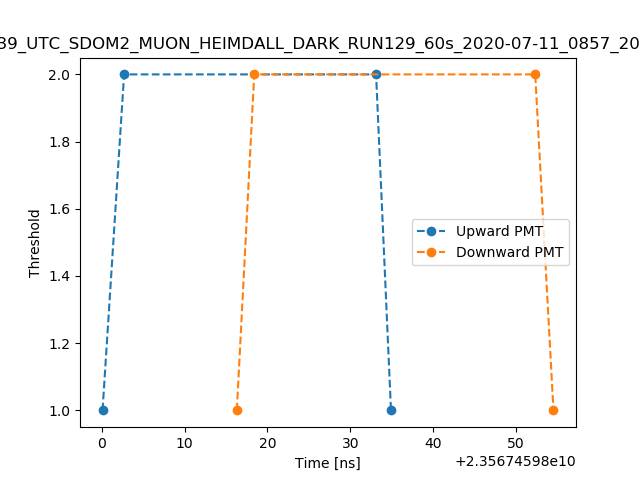 39_UTC_SDOM2_MUON_HEIMDALL_DARK_RUN129_60s_2020-07-11_0857_20
2.0
1.8
1.6
1.4
1.2
1.0
Threshold
Upward PMT
Downward PMT
0 10 20 30 40 50
Time [ns]
+2.35674598e10